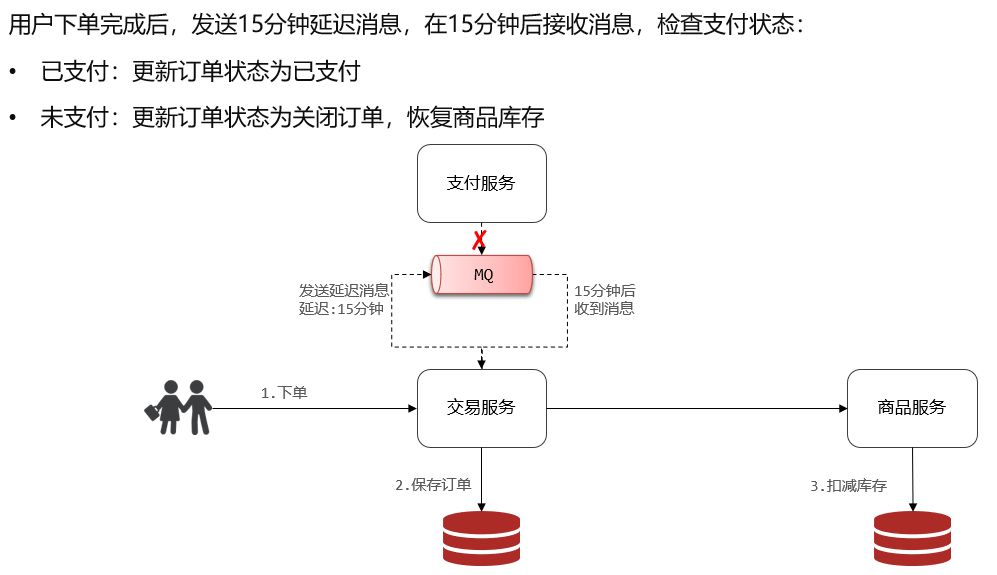 用户下单完成后，发送15分钟延迟消息，在15分钟后接收消息，检查支付状态：
• 已支付：更新订单状态为已支付
• 未支付：更新订单状态为关闭订单，恢复商品库存
支付服务
X
MQ
发送延迟消息
延迟:15分钟
15分钟后
收到消息
1.下单
交易服务
商品服务
2.保存订单
3.扣减库存